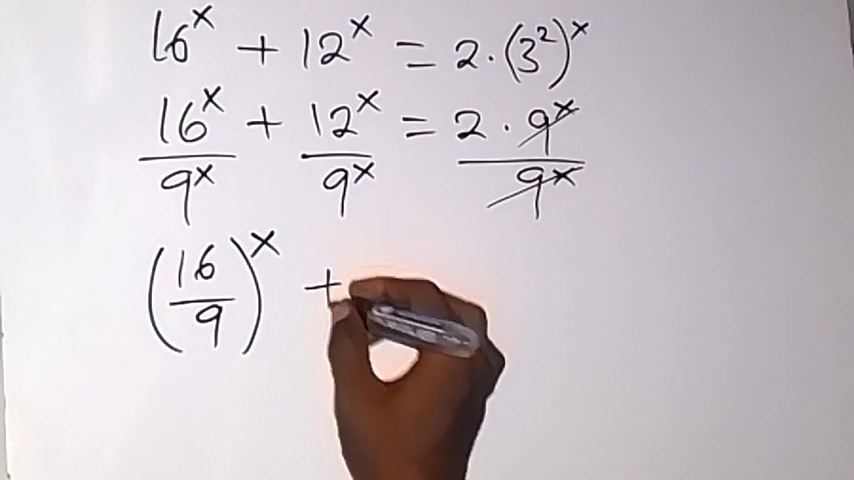 16^x + 12^x = 2 · (3^2)^x
16^x/9^x + 12^x/9^x = 2 · 9^x/9^x
(16/9)^x +